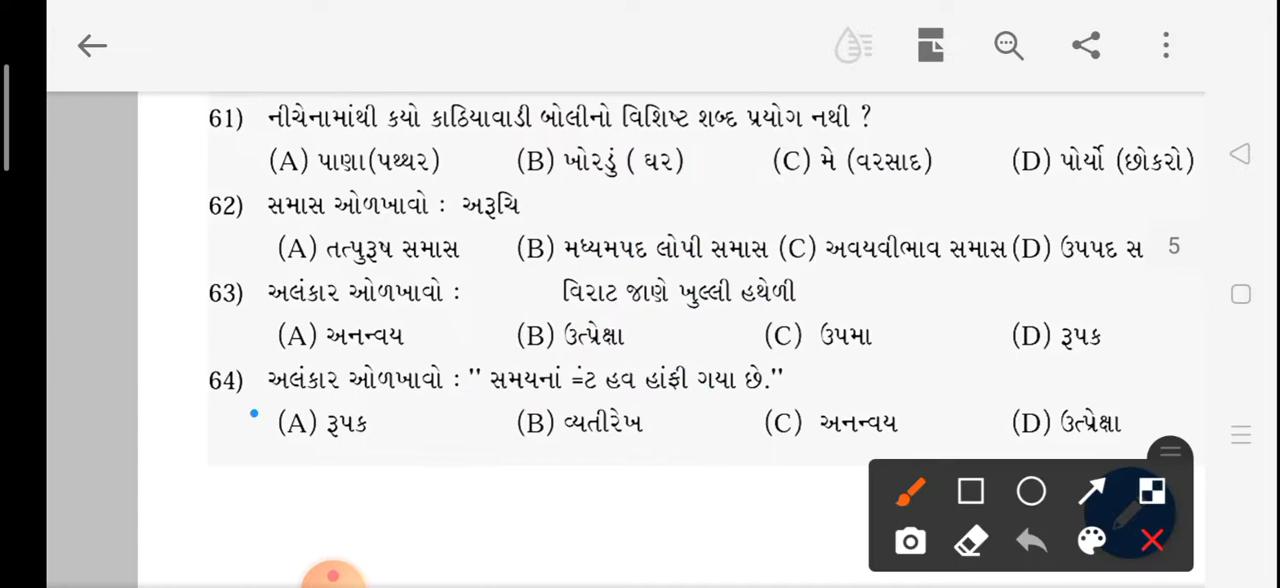 61) નીચેનામાંથી કયો કાઠિયાવાડી બોલીનો વિશિષ્ટ શબ્દ પ્રયોગ નથી ?
(A) પાણા(પથ્થર) (B) ખોરડું ( ઘર) (C) મે (વરસાદ) (D) પોર્યો (છોકરો)
62) સમાસ ઓળખાવો : અરૂચિ
(A) તત્પુરૂષ સમાસ (B) મધ્યમપદ લોપી સમાસ (C) અવયવીભાવ સમાસ (D) ઉપપદ સ 5
63) અલંકાર ઓળખાવો : વિરાટ જાણે ખુલ્લી હથેળી
(A) અનન્વય (B) ઉત્પ્રેક્ષા (C) ઉપમા (D) રૂપક
64) અલંકાર ઓળખાવો : " સમયનાં હવ હાંફી ગયા છે."
(A) રૂપક (B) વ્યતીરેખ (C) અનન્વય (D) ઉત્પ્રેક્ષા